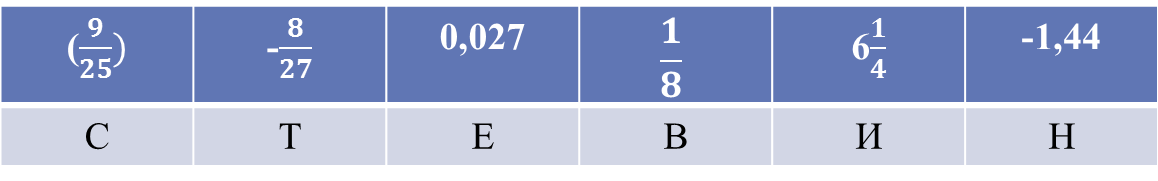 (9/25) -8/27 0,027 1/8 6 1/4 -1,44
С Т Е В И Н